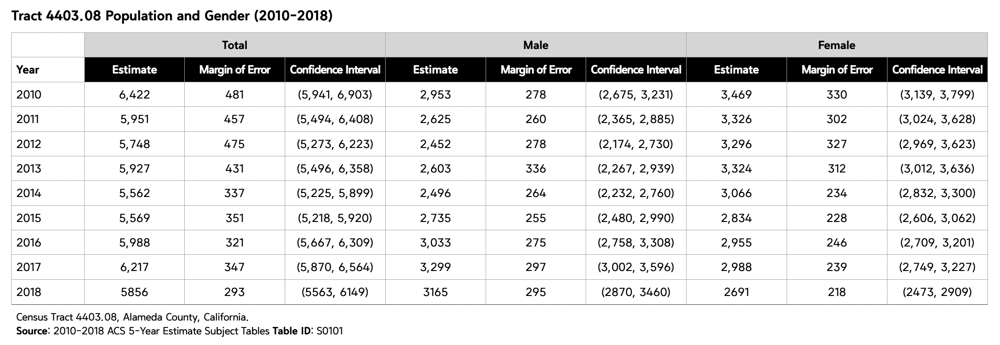 Tract 4403.08 Population and Gender (2010-2018)
Total Male Female
Year Estimate Margin of Error Confidence Interval Estimate Margin of Error Confidence Interval Estimate Margin of Error Confidence Interval
2010 6,422 481 (5,941, 6,903) 2,953 278 (2,675, 3,231) 3,469 330 (3,139, 3,799)
2011 5,951 457 (5,494, 6,408) 2,625 260 (2,365, 2,885) 3,326 302 (3,024, 3,628)
2012 5,748 475 (5,273, 6,223) 2,452 278 (2,174, 2,730) 3,296 327 (2,969, 3,623)
2013 5,927 431 (5,496, 6,358) 2,603 336 (2,267, 2,939) 3,324 312 (3,012, 3,636)
2014 5,562 337 (5,225, 5,899) 2,496 264 (2,232, 2,760) 3,066 234 (2,832, 3,300)
2015 5,569 351 (5,218, 5,920) 2,735 255 (2,480, 2,990) 2,834 228 (2,606, 3,062)
2016 5,988 321 (5,667, 6,309) 3,033 275 (2,758, 3,308) 2,955 246 (2,709, 3,201)
2017 6,217 347 (5,870, 6,564) 3,299 297 (3,002, 3,596) 2,988 239 (2,749, 3,227)
2018 5856 293 (5563, 6149) 3165 295 (2870, 3460) 2691 218 (2473, 2909)
Census Tract 4403.08, Alameda County, California.
Source: 2010-2018 ACS 5-Year Estimate Subject Tables Table ID: S0101